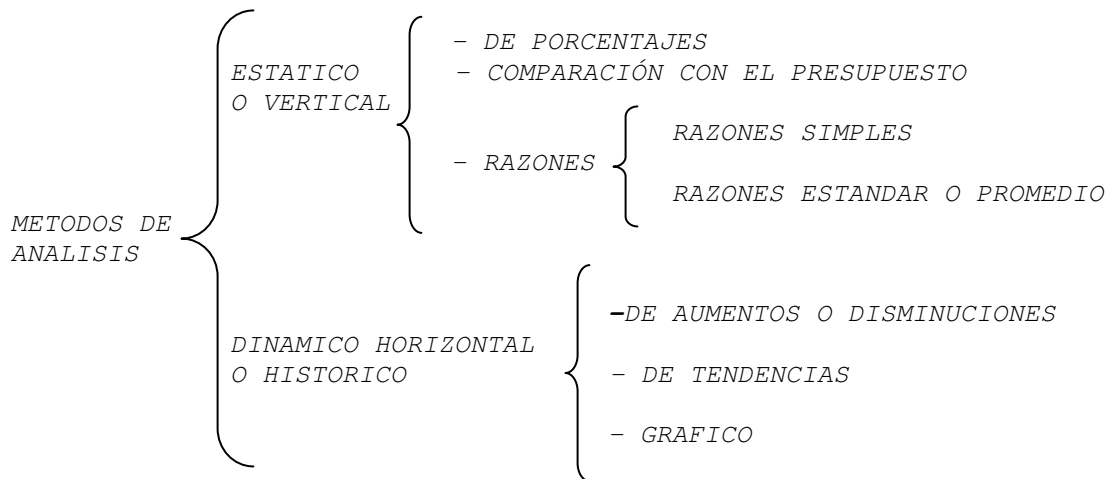 METODOS DE
ANALISIS
ESTATICO
O VERTICAL
– DE PORCENTAJES
– COMPARACIÓN CON EL PRESUPUESTO
– RAZONES
RAZONES SIMPLES
RAZONES ESTANDAR O PROMEDIO
DINAMICO HORIZONTAL
O HISTORICO
–DE AUMENTOS O DISMINUCIONES
– DE TENDENCIAS
– GRAFICO